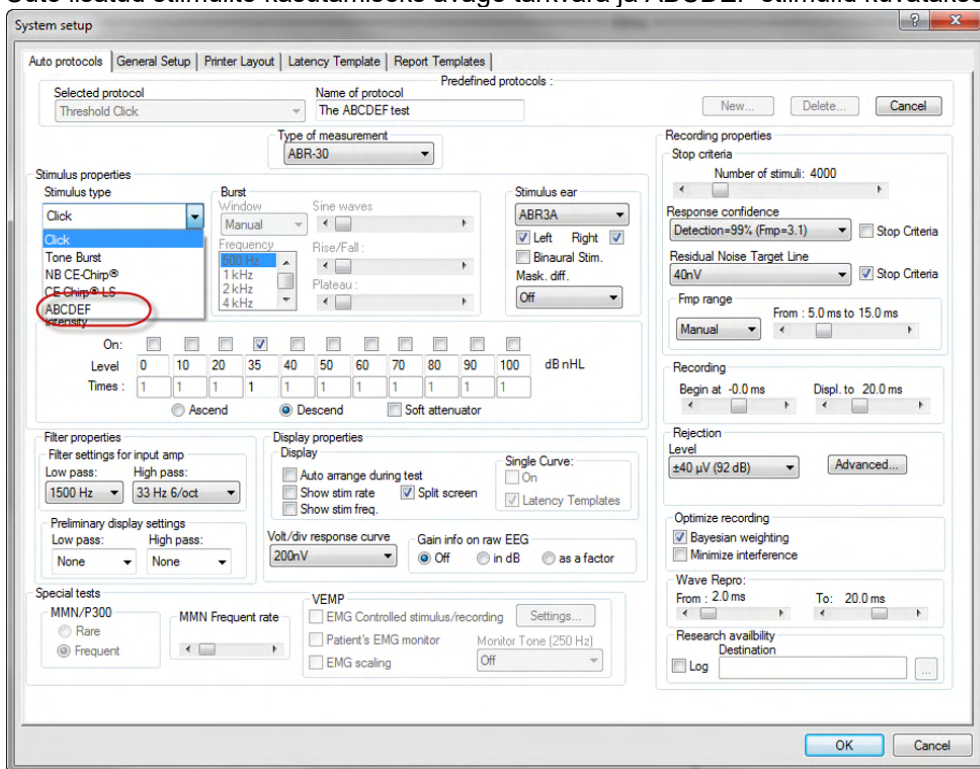 System setup
Auto protocols General Setup Printer Layout Latency Template Report Templates
Predefined protocols :
Selected protocol Name of protocol
Threshold Click The ABCDEF test New... Delete... Cancel
Type of measurement
ABR-30
Stimulus properties
Stimulus type
Click
Click
Tone Burst
NB CE-Chirp®
CE-Chirp® LS
ABCDEF
Intensity
Burst
Window Sine waves
Manual
Frequency Rise/Fall :
500 Hz
1 kHz
2 kHz Plateau :
4 kHz
Stimulus ear
ABR3A
Left Right
Binaural Stim.
Mask. diff.
Off
On:
Level 0 10 20 35 40 50 60 70 80 90 100 dB nHL
Times : 1 1 1 1 1 1 1 1 1 1 1
Ascend Descend Soft attenuator
Filter properties
Filter settings for input amp
Low pass: High pass:
1500 Hz 33 Hz 6/oct
Preliminary display settings
Low pass: High pass:
None None
Display properties
Display
Auto arrange during test
Show stim rate Split screen
Show stim freq.
Single Curve:
On
Latency Templates
Volt/div response curve
200nV
Gain info on raw EEG
Off in dB as a factor
Special tests
MMN/P300
Rare
Frequent
MMN Frequent rate
VEMP
EMG Controlled stimulus/recording Settings...
Patient's EMG monitor Monitor Tone (250 Hz)
EMG scaling Off
Recording properties
Stop criteria
Number of stimuli: 4000
Response confidence
Detection=99% (Fmp=3.1) Stop Criteria
Residual Noise Target Line
40nV Stop Criteria
Fmp range
From : 5.0 ms to 15.0 ms
Manual
Recording
Begin at -0.0 ms Displ. to 20.0 ms
Rejection
Level
±40 µV (92 dB) Advanced...
Optimize recording
Bayesian weighting
Minimize interference
Wave Repro:
From : 2.0 ms To: 20.0 ms
Research availbility
Destination
Log ...
OK Cancel